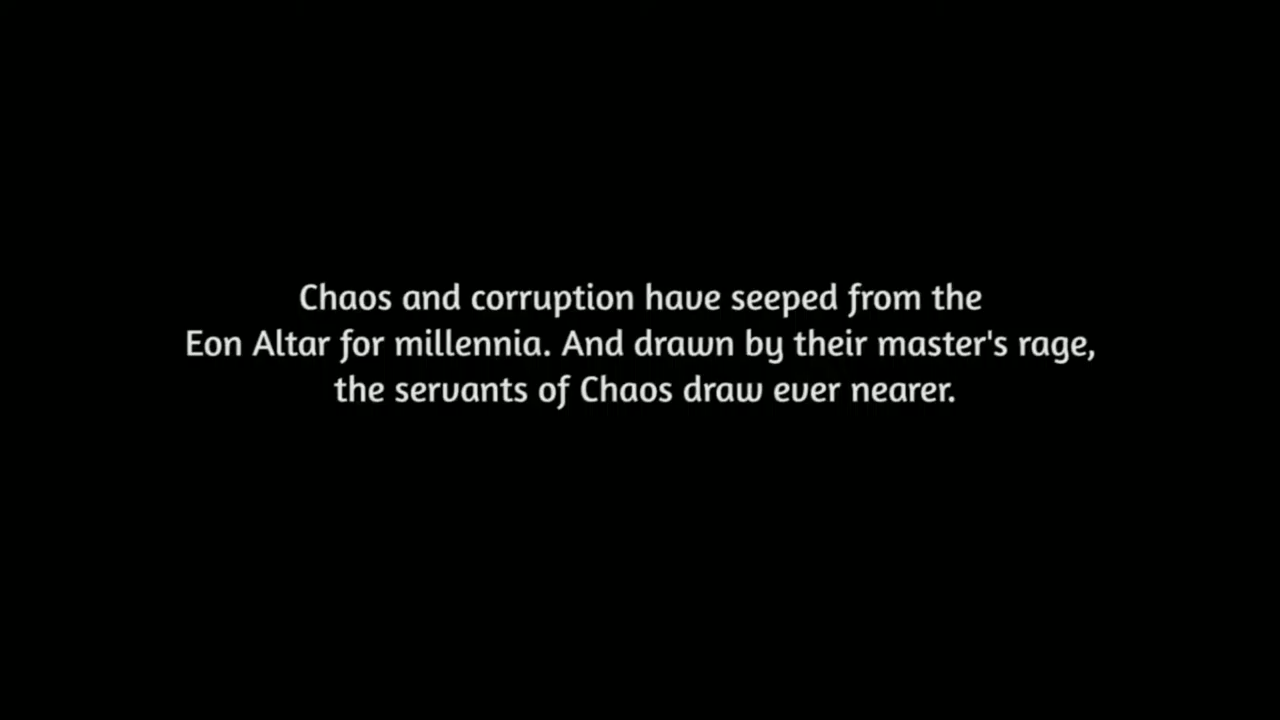 Chaos and corruption have seeped from the
Eon Altar for millennia. And drawn by their master's rage,
the servants of Chaos draw ever nearer.